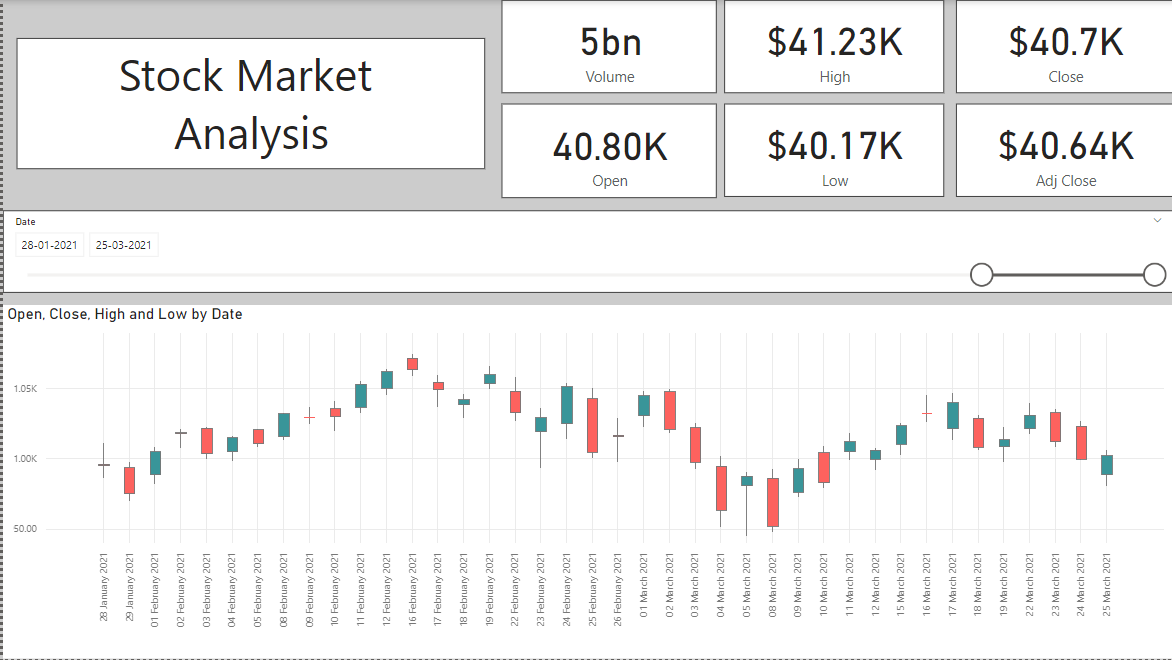 Stock Market
Analysis
5bn
Volume
$41.23K
High
$40.7K
Close
40.80K
Open
$40.17K
Low
$40.64K
Adj Close
Date
28-01-2021
25-03-2021
Open, Close, High and Low by Date
1.05K
1.00K
50.00
28 January 2021
29 January 2021
01 February 2021
02 February 2021
03 February 2021
04 February 2021
05 February 2021
08 February 2021
09 February 2021
10 February 2021
11 February 2021
12 February 2021
16 February 2021
17 February 2021
18 February 2021
19 February 2021
22 February 2021
23 February 2021
24 February 2021
25 February 2021
26 February 2021
01 March 2021
02 March 2021
03 March 2021
04 March 2021
05 March 2021
08 March 2021
09 March 2021
10 March 2021
11 March 2021
12 March 2021
15 March 2021
16 March 2021
17 March 2021
18 March 2021
19 March 2021
22 March 2021
23 March 2021
24 March 2021
25 March 2021